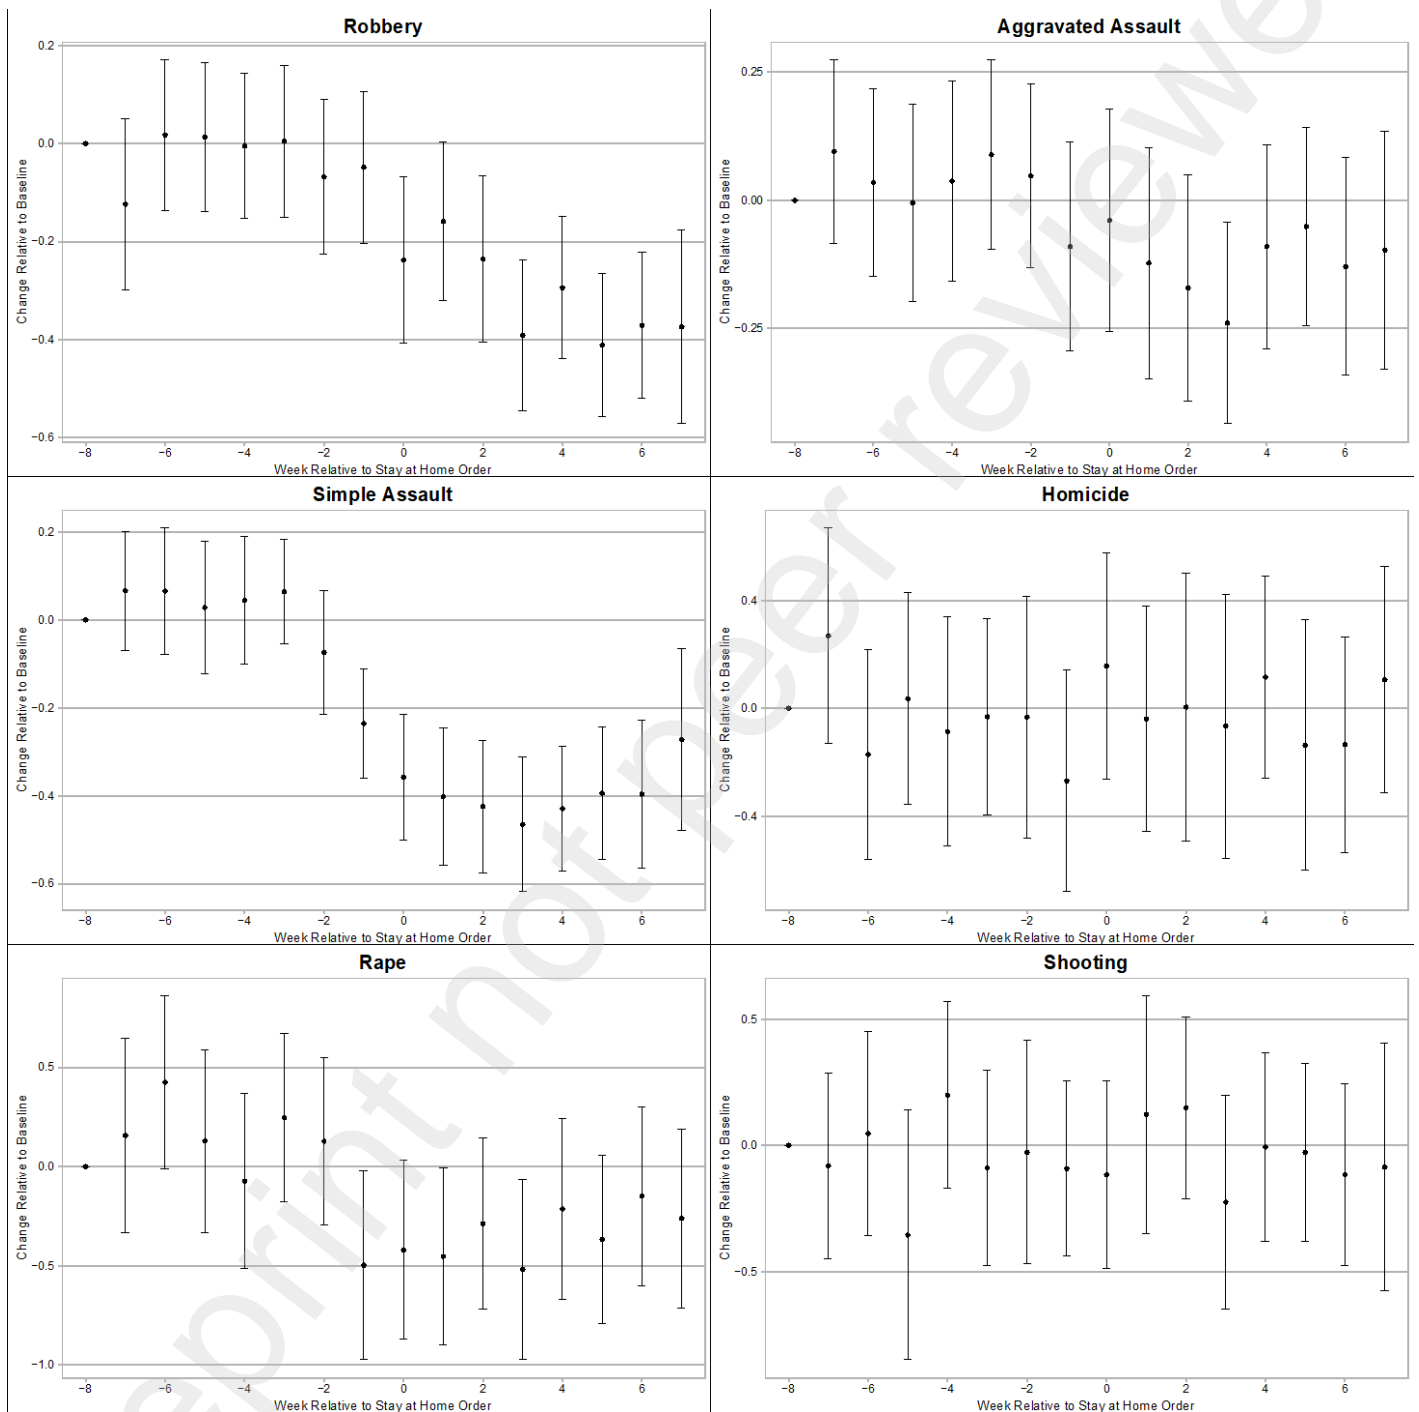 Robbery
0.2
0.0
−0.2
−0.4
−0.6
Change Relative to Baseline
−8 −6 −4 −2 0 2 4 6
Week Relative to Stay at Home Order
Aggravated Assault
0.25
0.00
−0.25
Change Relative to Baseline
−8 −6 −4 −2 0 2 4 6
Week Relative to Stay at Home Order
Simple Assault
0.2
0.0
−0.2
−0.4
−0.6
Change Relative to Baseline
−8 −6 −4 −2 0 2 4 6
Week Relative to Stay at Home Order
Homicide
0.4
0.0
−0.4
Change Relative to Baseline
−8 −6 −4 −2 0 2 4 6
Week Relative to Stay at Home Order
Rape
0.5
0.0
−0.5
−1.0
Change Relative to Baseline
−8 −6 −4 −2 0 2 4 6
Week Relative to Stay at Home Order
Shooting
0.5
0.0
−0.5
Change Relative to Baseline
−8 −6 −4 −2 0 2 4 6
Week Relative to Stay at Home Order
eprint not peer reviewe